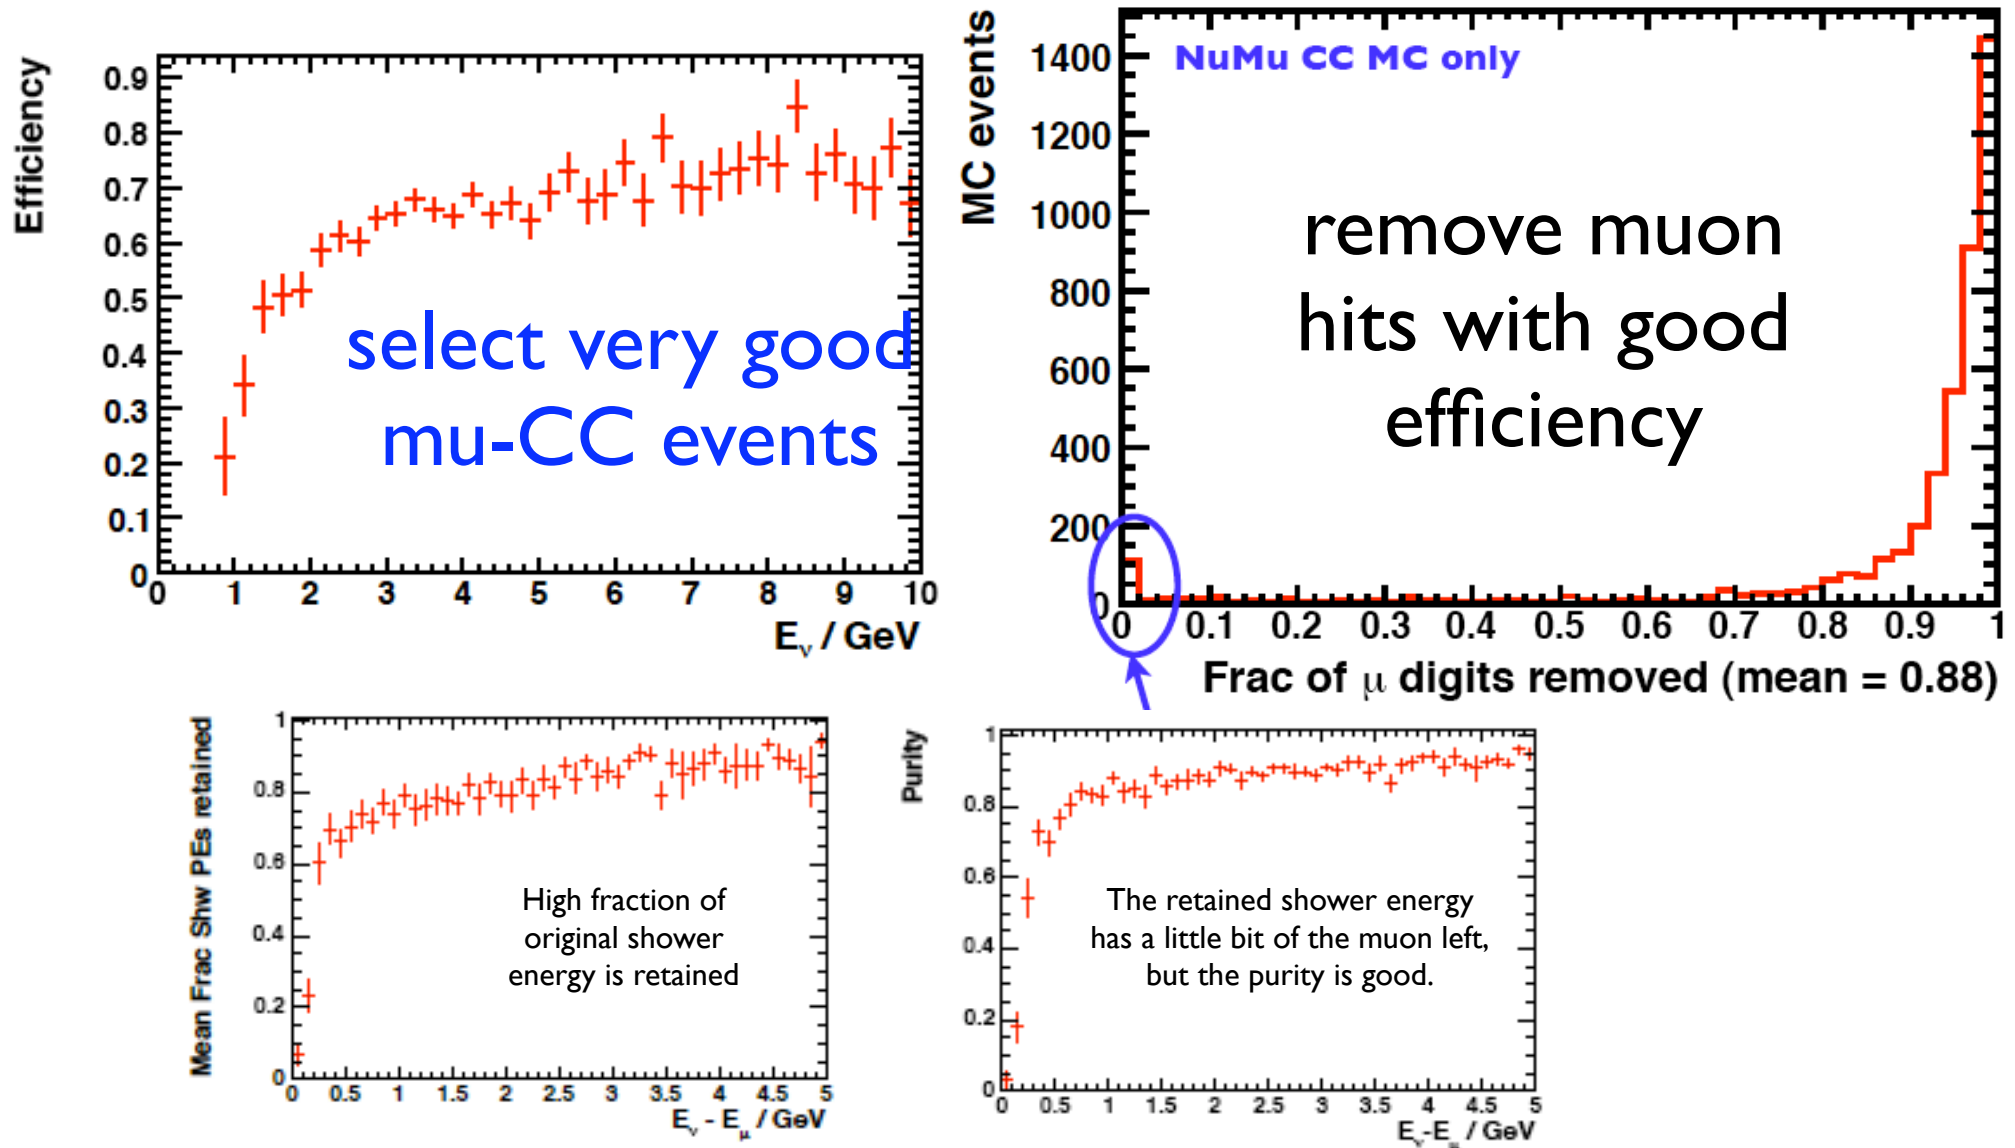 Efficiency
0.9
0.8
0.7
0.6
0.5
0.4
0.3
0.2
0.1
0
0 1 2 3 4 5 6 7 8 9 10
E_ν / GeV
select very good
mu-CC events
MC events
1400
1200
1000
800
600
400
200
0
0 0.1 0.2 0.3 0.4 0.5 0.6 0.7 0.8 0.9 1
Frac of μ digits removed (mean = 0.88)
NuMu CC MC only
remove muon
hits with good
efficiency
Mean Frac Shw PEs retained
1
0.8
0.6
0.4
0.2
0
0 0.5 1 1.5 2 2.5 3 3.5 4 4.5 5
E_ν - E_μ / GeV
High fraction of
original shower
energy is retained
Purity
1
0.8
0.6
0.4
0.2
0
0 0.5 1 1.5 2 2.5 3 3.5 4 4.5 5
E_ν-E_μ / GeV
The retained shower energy
has a little bit of the muon left,
but the purity is good.